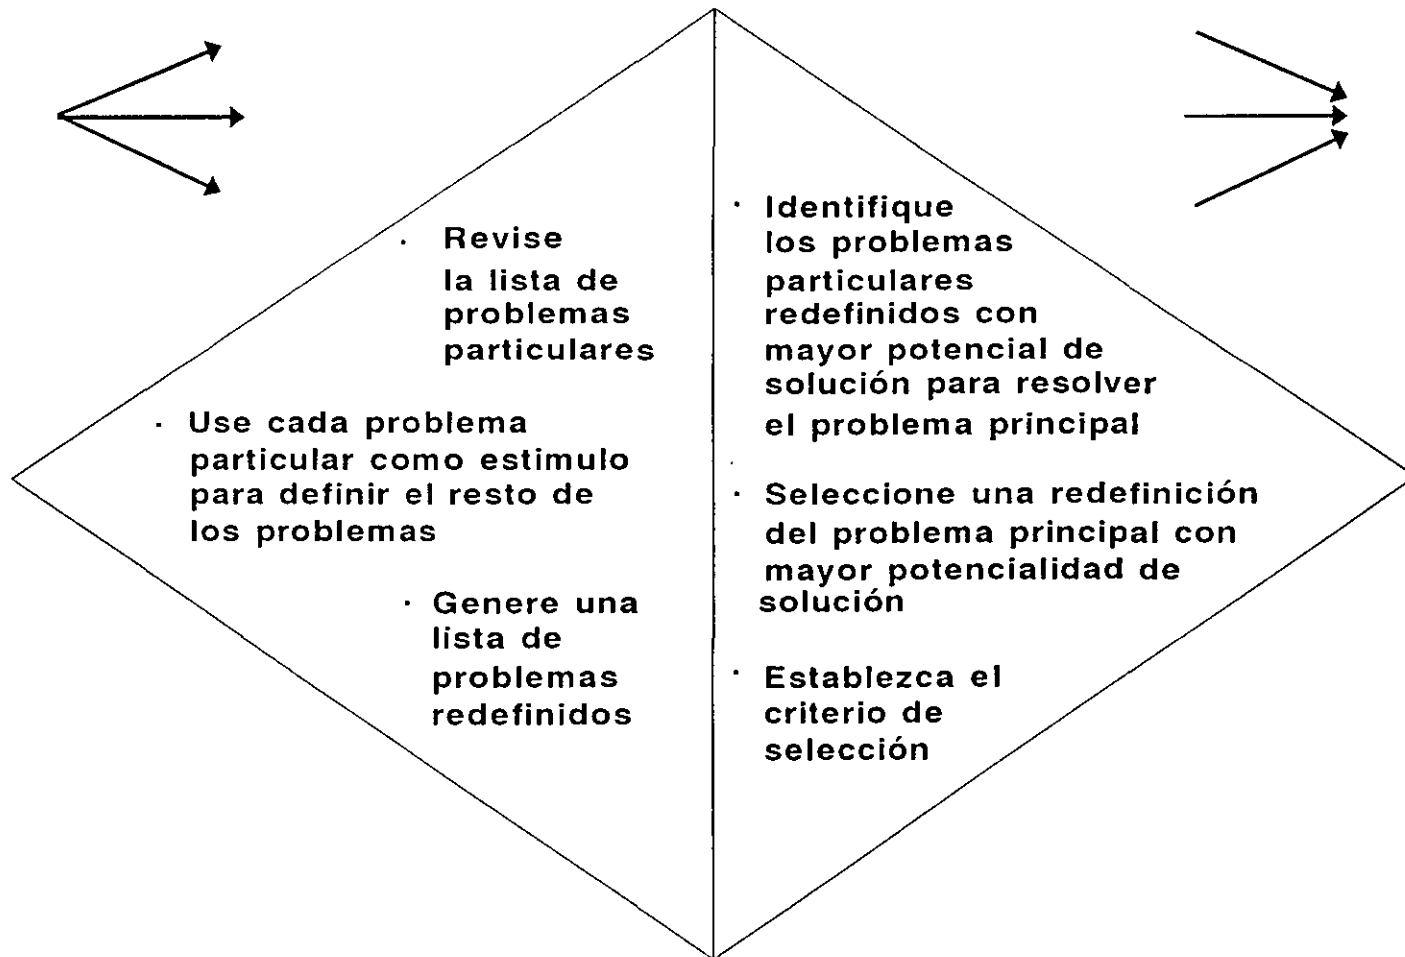 · Revise
la lista de
problemas
particulares
· Use cada problema
particular como estimulo
para definir el resto de
los problemas
· Genere una
lista de
problemas
redefinidos
· Identifique
los problemas
particulares
redefinidos con
mayor potencial de
solución para resolver
el problema principal
· Seleccione una redefinición
del problema principal con
mayor potencialidad de
solución
· Establezca el
criterio de
selección